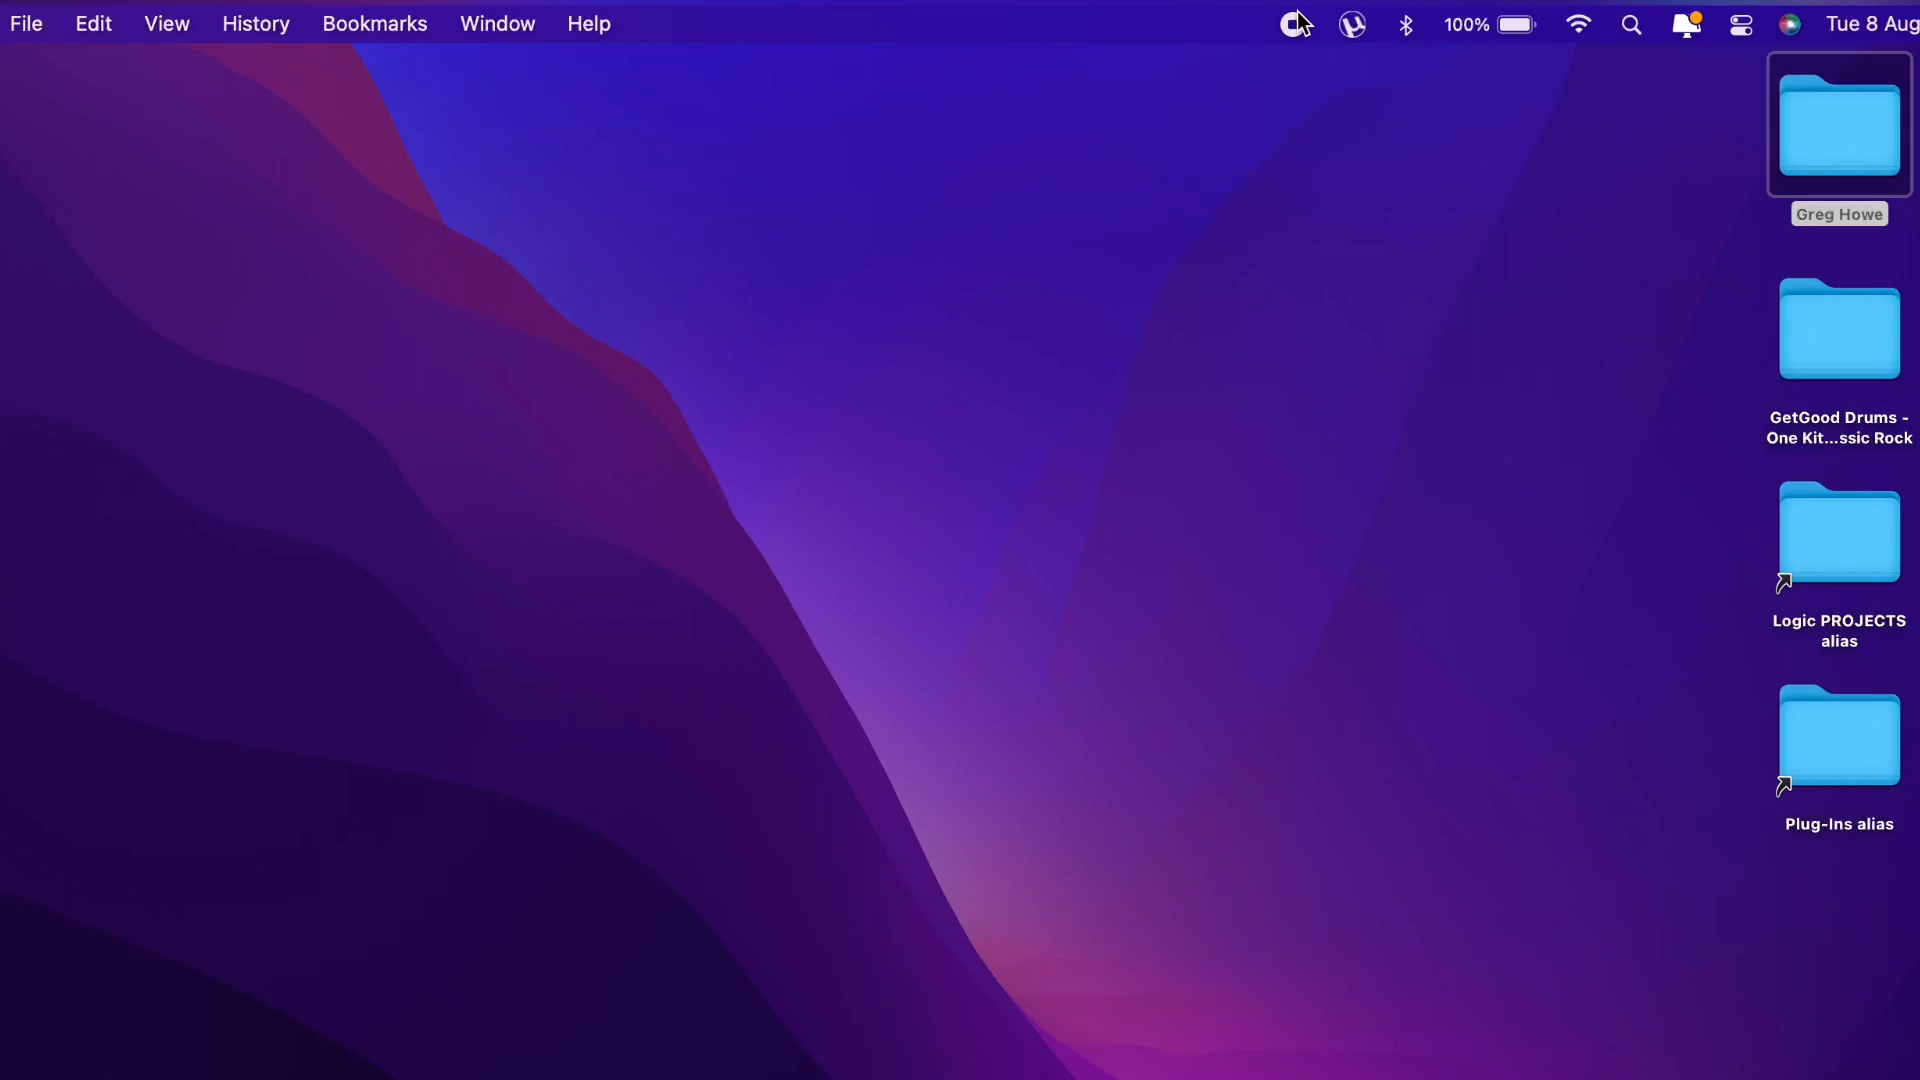 File Edit View History Bookmarks Window Help 100% Tue 8 Aug
Greg Howe
GetGood Drums -
One Kit...ssic Rock
Logic PROJECTS
alias
Plug-Ins alias